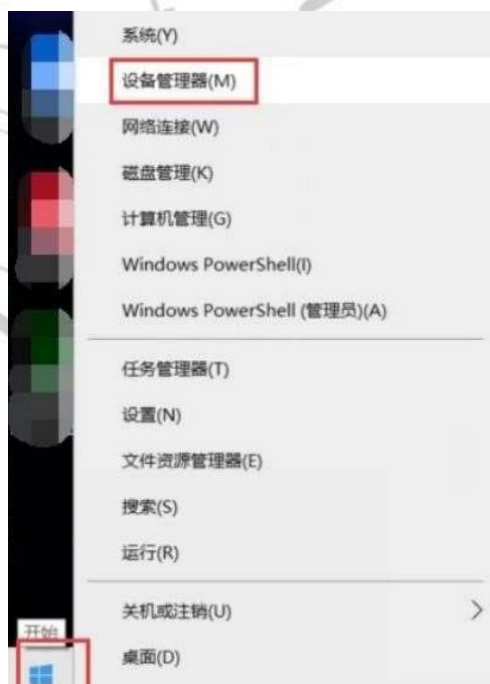 系统(Y)
设备管理器(M)
网络连接(W)
磁盘管理(K)
计算机管理(G)
Windows PowerShell(I)
Windows PowerShell (管理员)(A)
任务管理器(T)
设置(N)
文件资源管理器(E)
搜索(S)
运行(R)
关机或注销(U)
桌面(D)
开始